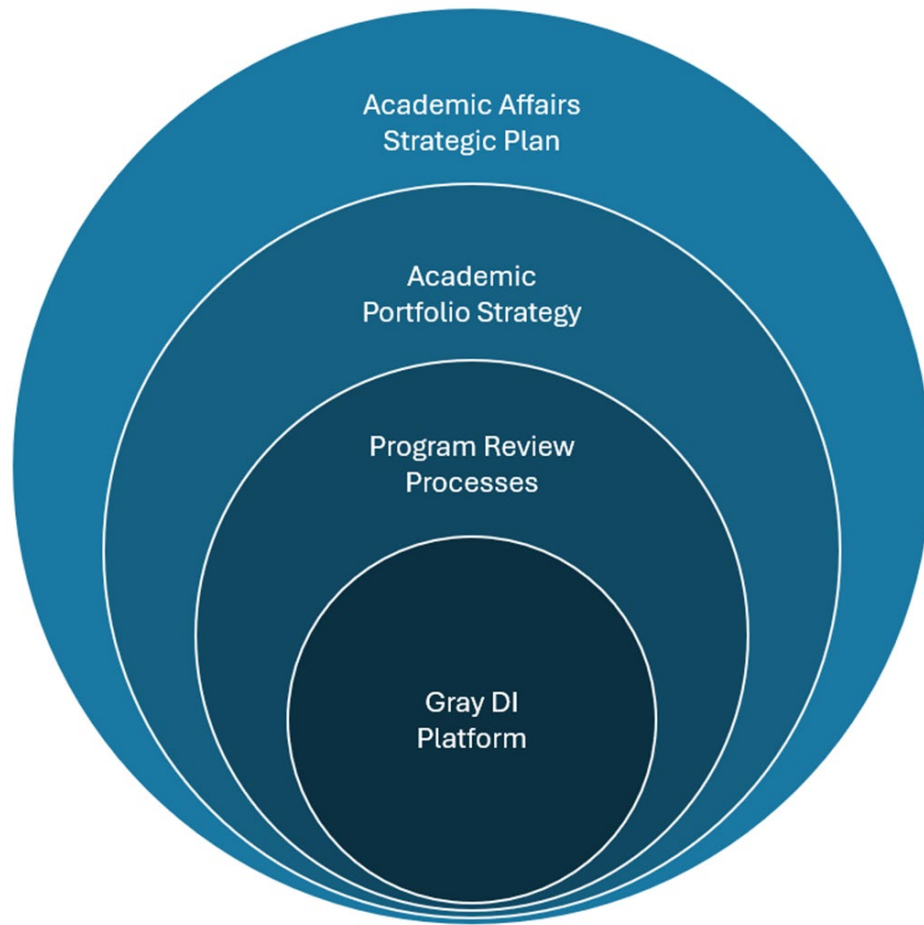 Academic Affairs
Strategic Plan
Academic
Portfolio Strategy
Program Review
Processes
Gray DI
Platform